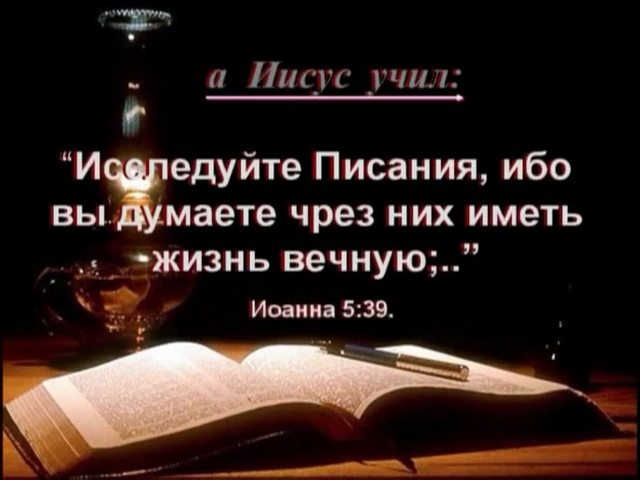 а Иисус учил:
“Исследуйте Писания, ибо
вы думаете чрез них иметь
жизнь вечную;..”
Иоанна 5:39.